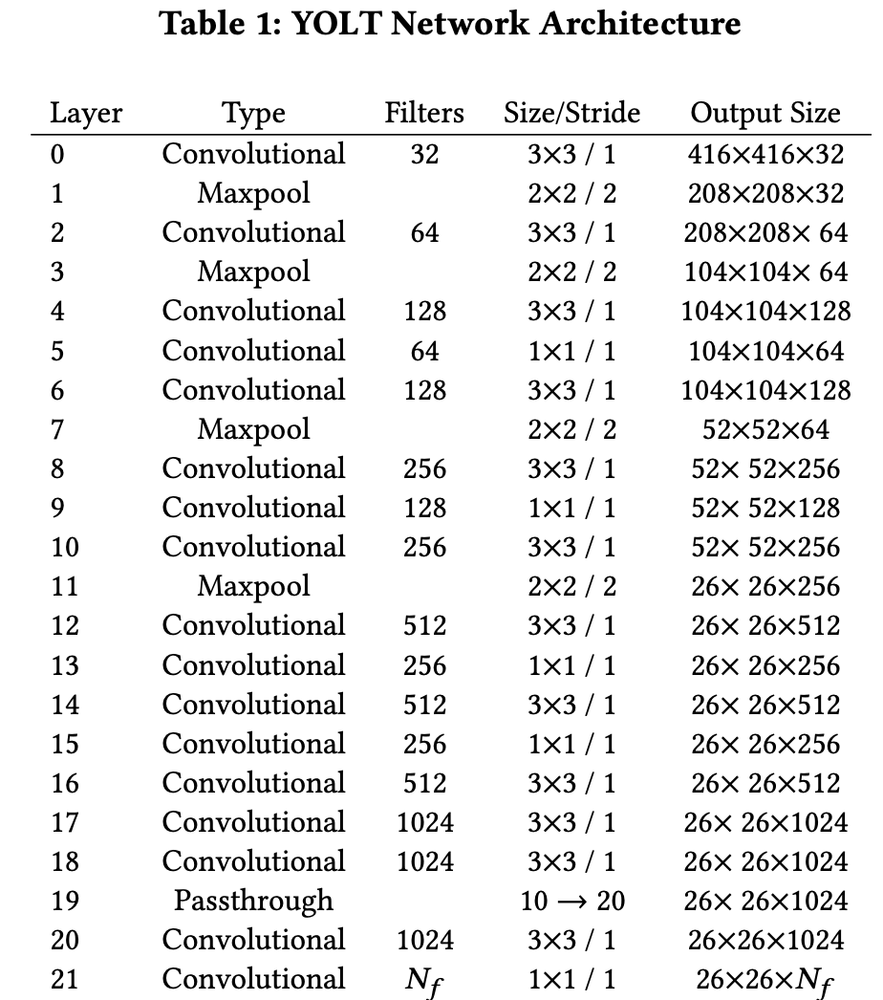 Table 1: YOLT Network Architecture
Layer Type Filters Size/Stride Output Size
0 Convolutional 32 3×3 / 1 416×416×32
1 Maxpool 2×2 / 2 208×208×32
2 Convolutional 64 3×3 / 1 208×208× 64
3 Maxpool 2×2 / 2 104×104× 64
4 Convolutional 128 3×3 / 1 104×104×128
5 Convolutional 64 1×1 / 1 104×104×64
6 Convolutional 128 3×3 / 1 104×104×128
7 Maxpool 2×2 / 2 52×52×64
8 Convolutional 256 3×3 / 1 52× 52×256
9 Convolutional 128 1×1 / 1 52× 52×128
10 Convolutional 256 3×3 / 1 52× 52×256
11 Maxpool 2×2 / 2 26× 26×256
12 Convolutional 512 3×3 / 1 26× 26×512
13 Convolutional 256 1×1 / 1 26× 26×256
14 Convolutional 512 3×3 / 1 26× 26×512
15 Convolutional 256 1×1 / 1 26× 26×256
16 Convolutional 512 3×3 / 1 26× 26×512
17 Convolutional 1024 3×3 / 1 26× 26×1024
18 Convolutional 1024 3×3 / 1 26× 26×1024
19 Passthrough 10 → 20 26× 26×1024
20 Convolutional 1024 3×3 / 1 26×26×1024
21 Convolutional N_f 1×1 / 1 26×26×N_f